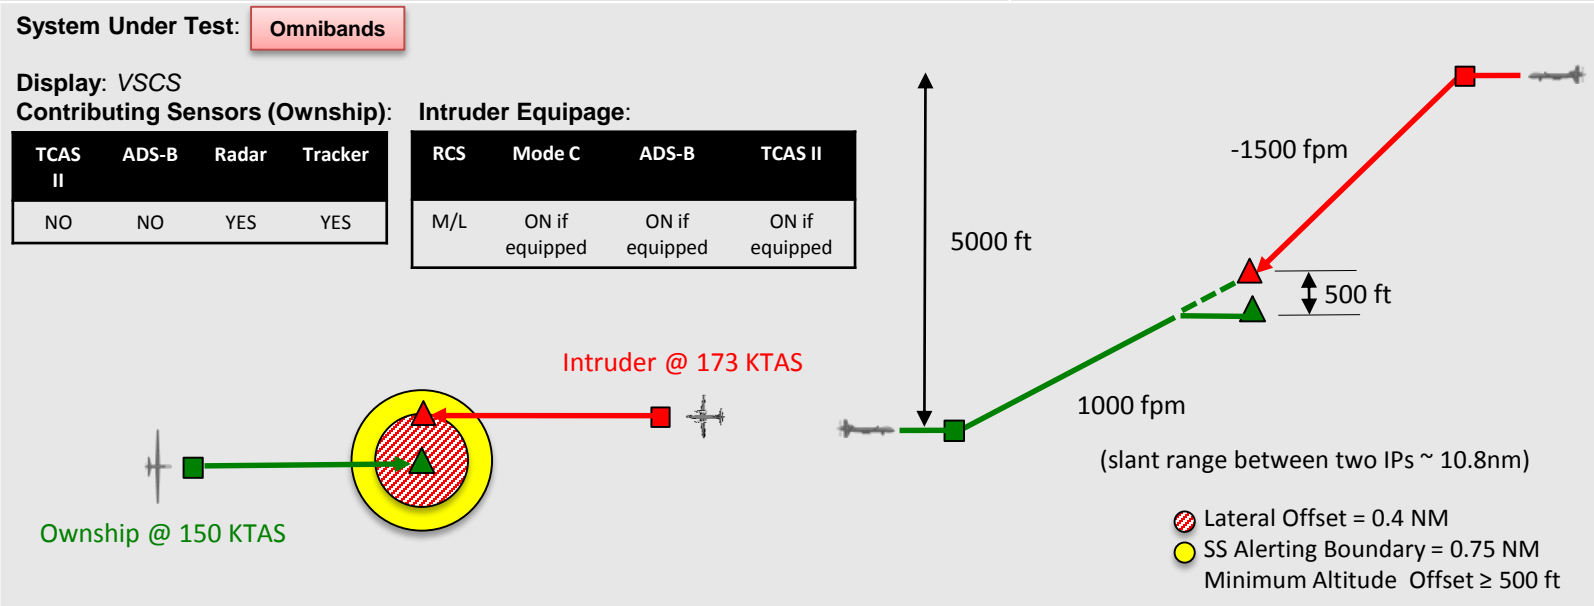 System Under Test: Omnibands
Display: VSCS
Contributing Sensors (Ownship): Intruder Equipage:
TCAS II ADS-B Radar Tracker
NO NO YES YES
RCS Mode C ADS-B TCAS II
M/L ON if equipped ON if equipped ON if equipped
-1500 fpm
5000 ft
500 ft
Intruder @ 173 KTAS
1000 fpm
(slant range between two IPs ~ 10.8nm)
Ownship @ 150 KTAS
Lateral Offset = 0.4 NM
SS Alerting Boundary = 0.75 NM
Minimum Altitude Offset ≥ 500 ft